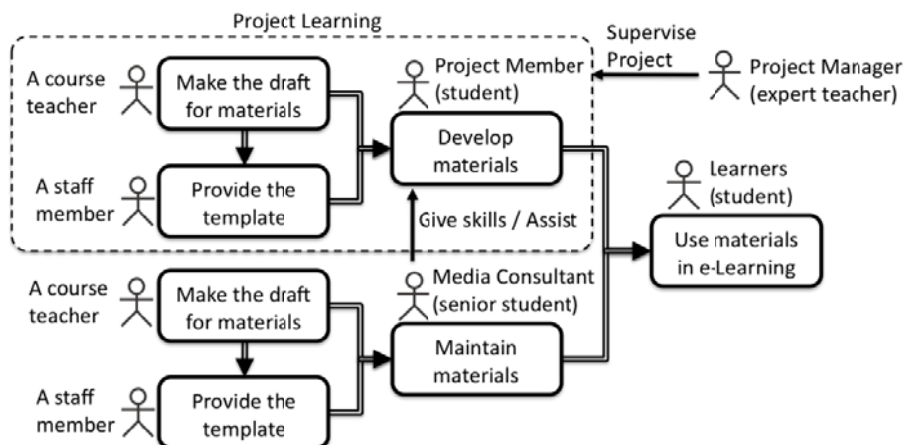 Project Learning
A course
teacher
Make the draft
for materials
Project Member
(student)
Supervise
Project
Project Manager
(expert teacher)
Develop
materials
A staff
member
Provide the
template
Learners
(student)
Give skills / Assist
Use materials
in e-Learning
A course
teacher
Make the draft
for materials
Media Consultant
(senior student)
Maintain
materials
A staff
member
Provide the
template